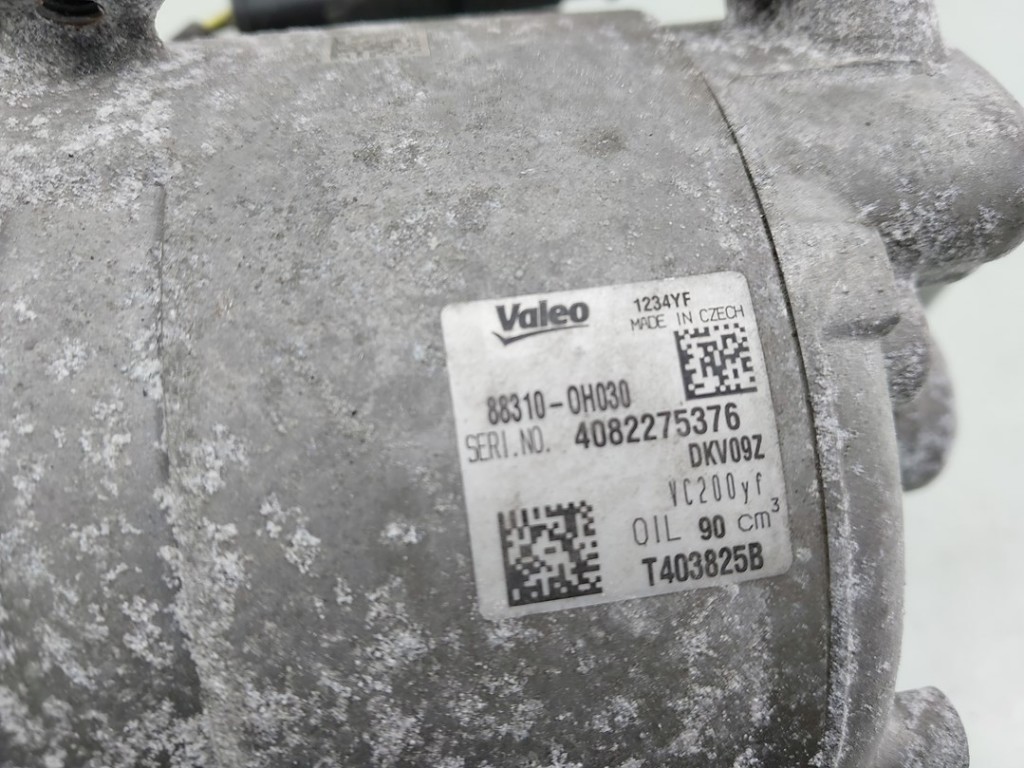 Valeo
1234YF
MADE IN CZECH
88310-0H030
SERI.NO. 4082275376
DKV09Z
VC200yf
OIL 90 cm³
T403825B